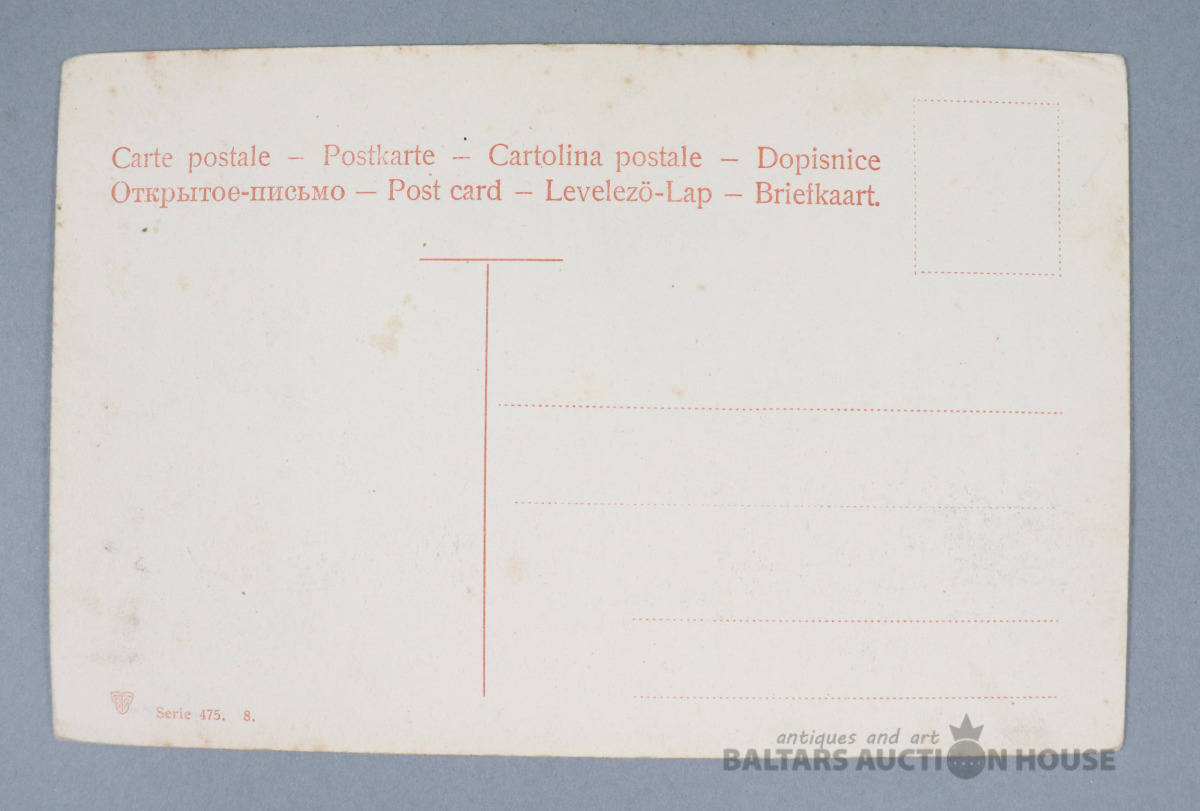 Carte postale – Postkarte – Cartolina postale – Dopisnice
Открытое-письмо – Post card – Levelezö-Lap – Briefkaart.
Serie 475. 8.
antiques and art
BALTARS AUCTION HOUSE